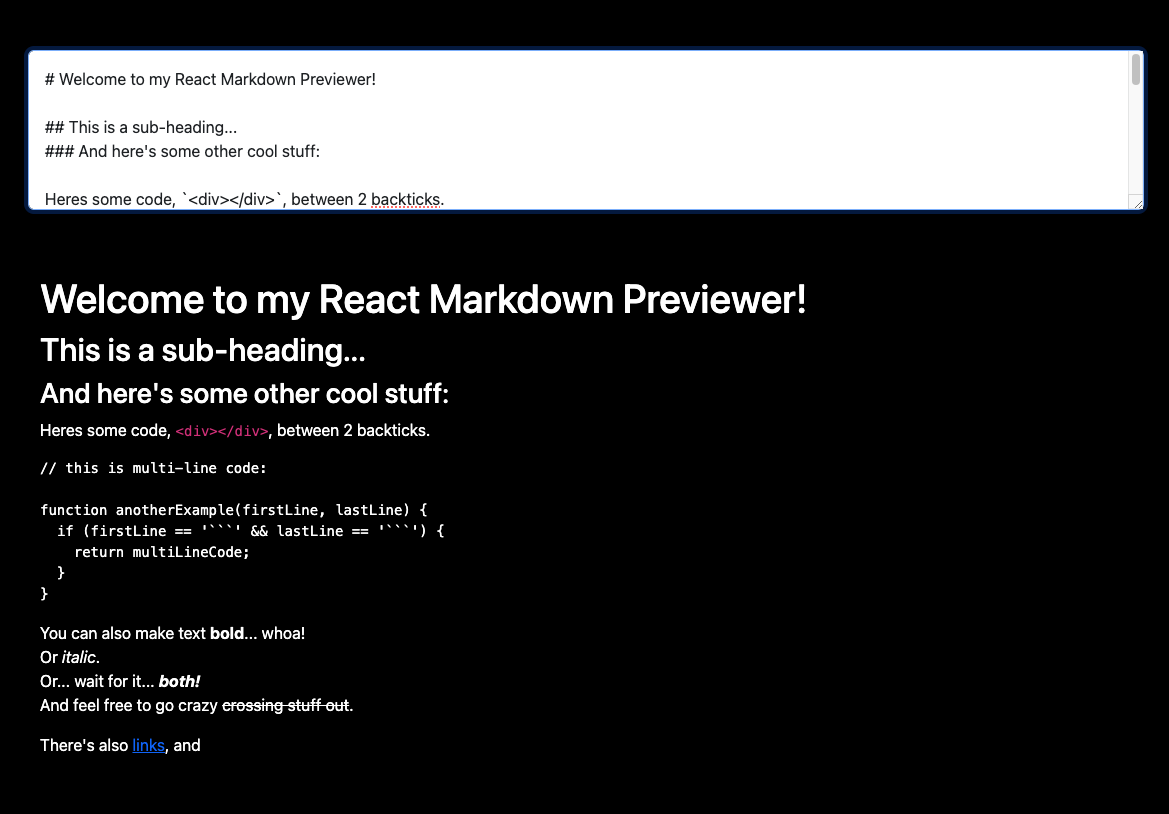 # Welcome to my React Markdown Previewer!
## This is a sub-heading...
### And here's some other cool stuff:
Heres some code, `<div></div>`, between 2 backticks.
Welcome to my React Markdown Previewer!
This is a sub-heading...
And here's some other cool stuff:
Heres some code, <div></div>, between 2 backticks.
// this is multi-line code:
function anotherExample(firstLine, lastLine) {
  if (firstLine == '```' && lastLine == '```') {
    return multiLineCode;
  }
}
You can also make text bold... whoa!
Or italic.
Or... wait for it... both!
And feel free to go crazy crossing stuff out.
There's also links, and